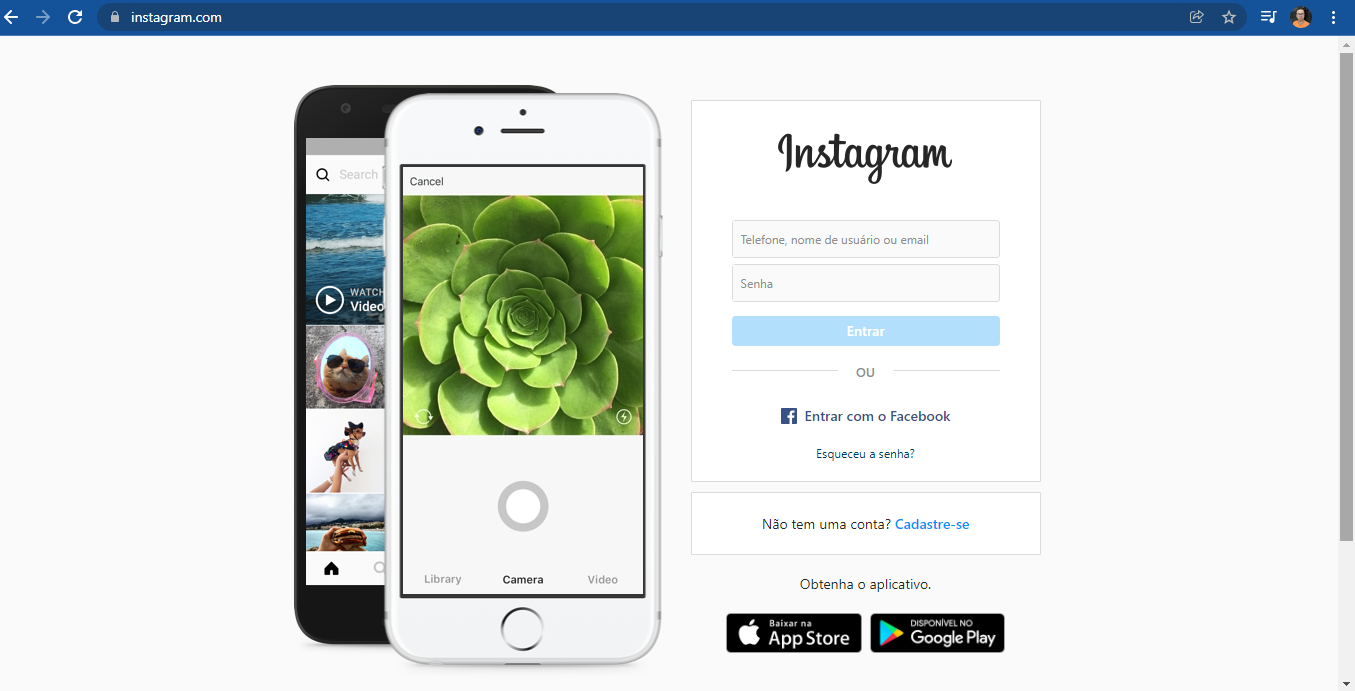 instagram.com
Search
WATCH
Video
Cancel
Library
Camera
Video
Instagram
Telefone, nome de usuário ou email
Senha
Entrar
OU
Entrar com o Facebook
Esqueceu a senha?
Não tem uma conta? Cadastre-se
Obtenha o aplicativo.
Baixar na
App Store
DISPONÍVEL NO
Google Play